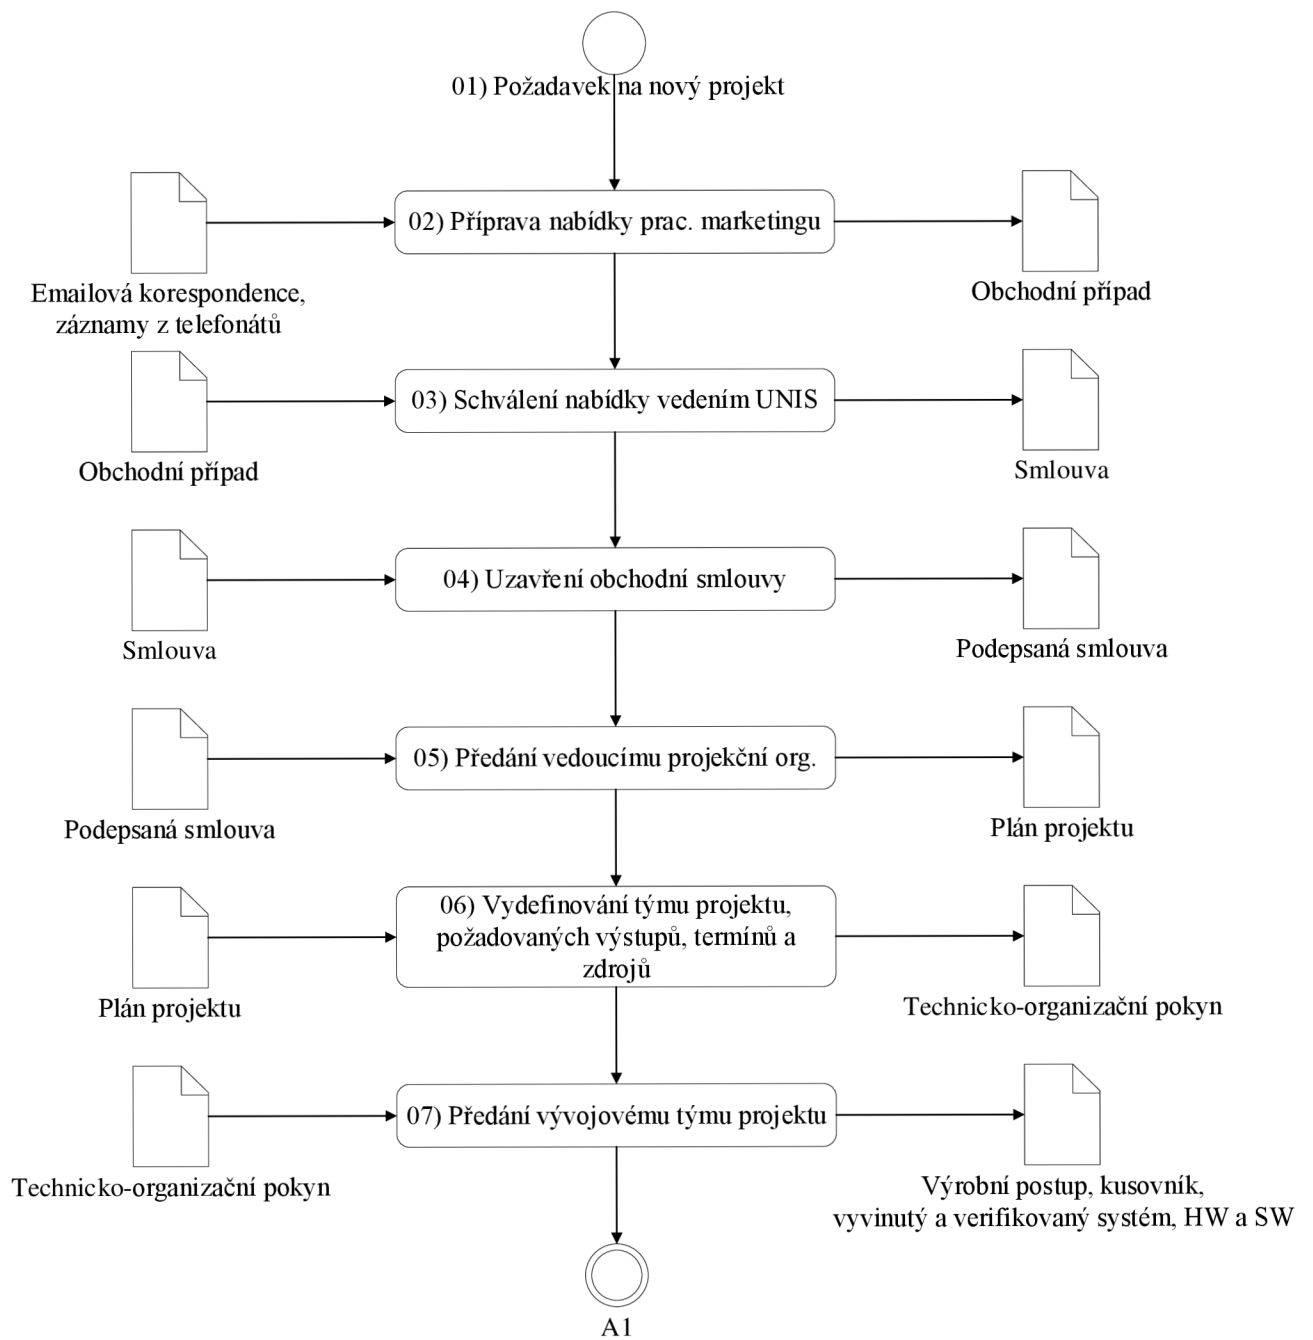 01) Požadavek na nový projekt
02) Příprava nabídky prac. marketingu
Emailová korespondence,
záznamy z telefonátů
Obchodní případ
03) Schválení nabídky vedením UNIS
Obchodní případ
Smlouva
04) Uzavření obchodní smlouvy
Smlouva
Podepsaná smlouva
05) Předání vedoucímu projekční org.
Podepsaná smlouva
Plán projektu
06) Vydefinování týmu projektu,
požadovaných výstupů, termínů a
zdrojů
Plán projektu
Technicko-organizační pokyn
07) Předání vývojovému týmu projektu
Technicko-organizační pokyn
Výrobní postup, kusovník,
vyvinutý a verifikovaný systém, HW a SW
A1